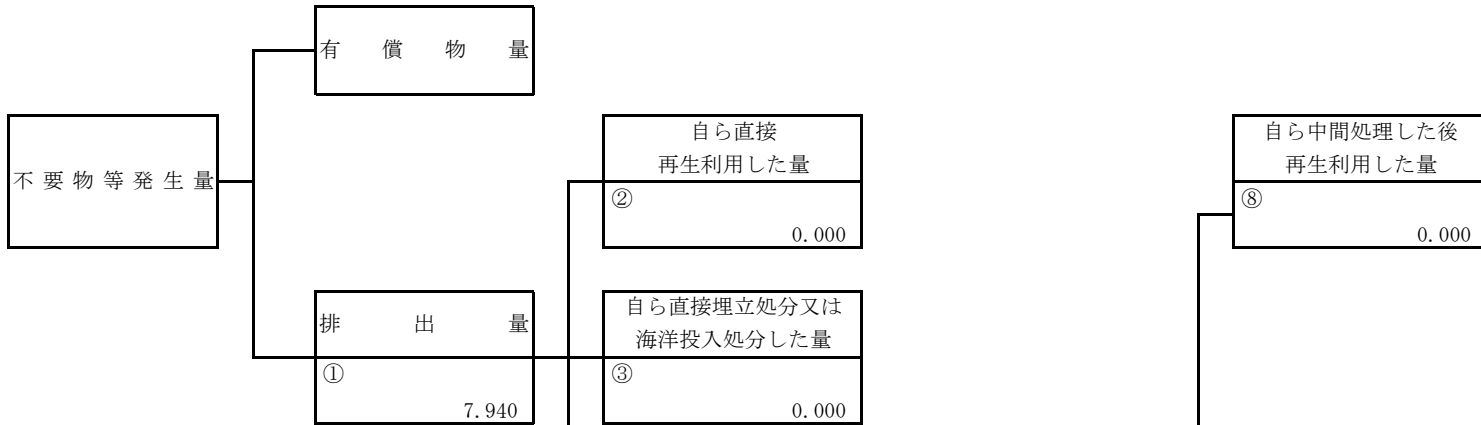 有償物量
不要物等発生量
自ら直接
再生利用した量
②
0.000
自ら中間処理した後
再生利用した量
⑧
0.000
排出量
①
7.940
自ら直接埋立処分又は
海洋投入処分した量
③
0.000